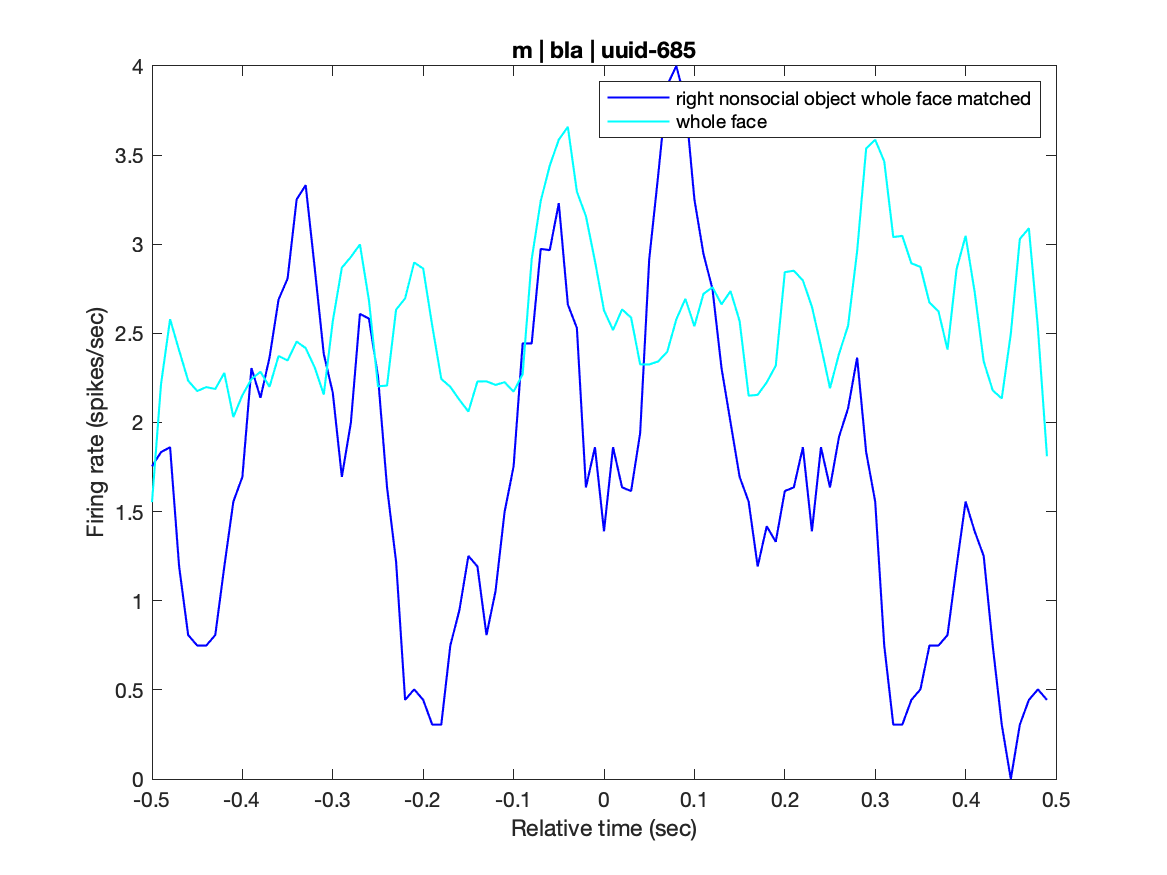 m | bla | uuid-685
right nonsocial object whole face matched
whole face
Firing rate (spikes/sec)
4
3.5
3
2.5
2
1.5
1
0.5
0
-0.5 -0.4 -0.3 -0.2 -0.1 0 0.1 0.2 0.3 0.4 0.5
Relative time (sec)